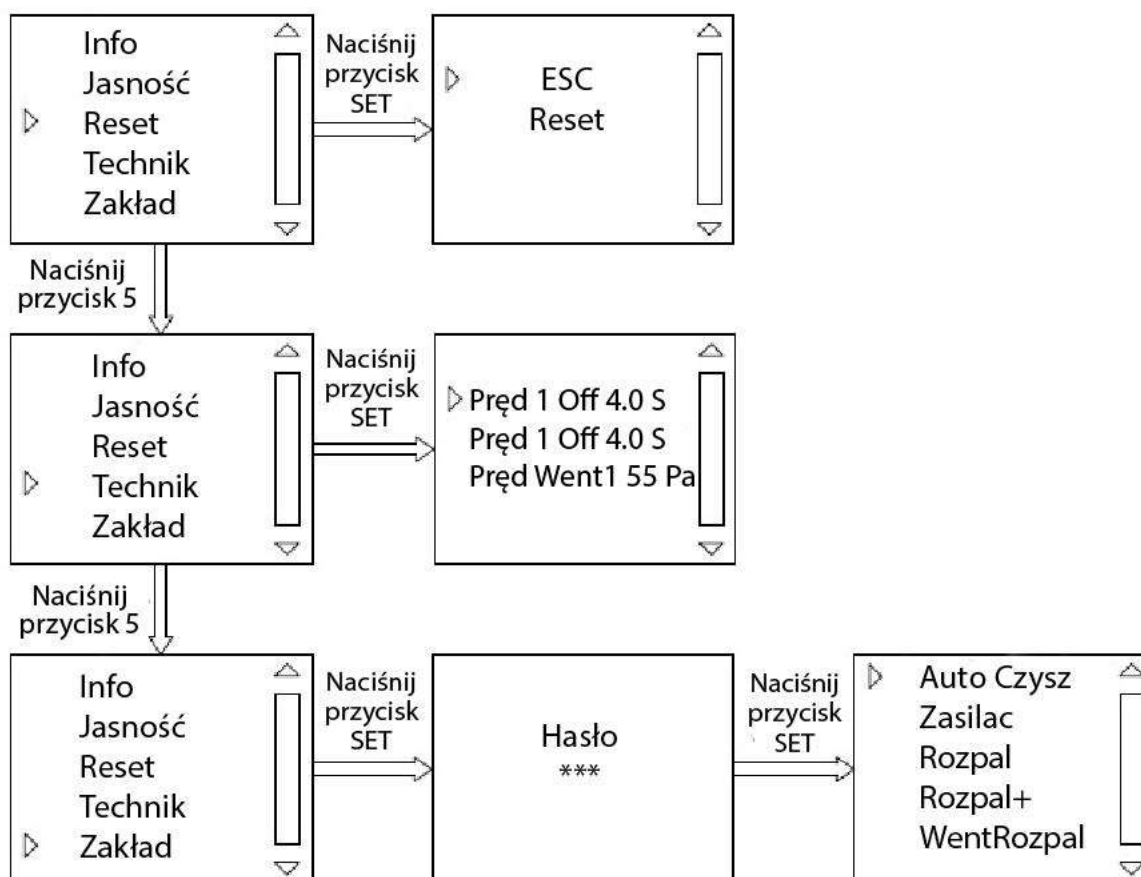 Info
Jasność
Reset
Technik
Zakład
Naciśnij
przycisk
SET
ESC
Reset
Naciśnij
przycisk 5
Info
Jasność
Reset
Technik
Zakład
Naciśnij
przycisk
SET
Pręd 1 Off 4.0 S
Pręd 1 Off 4.0 S
Pręd Went1 55 Pa
Naciśnij
przycisk 5
Info
Jasność
Reset
Technik
Zakład
Naciśnij
przycisk
SET
Hasło
***
Naciśnij
przycisk
SET
Auto Czysz
Zasilac
Rozpal
Rozpal+
WentRozpal